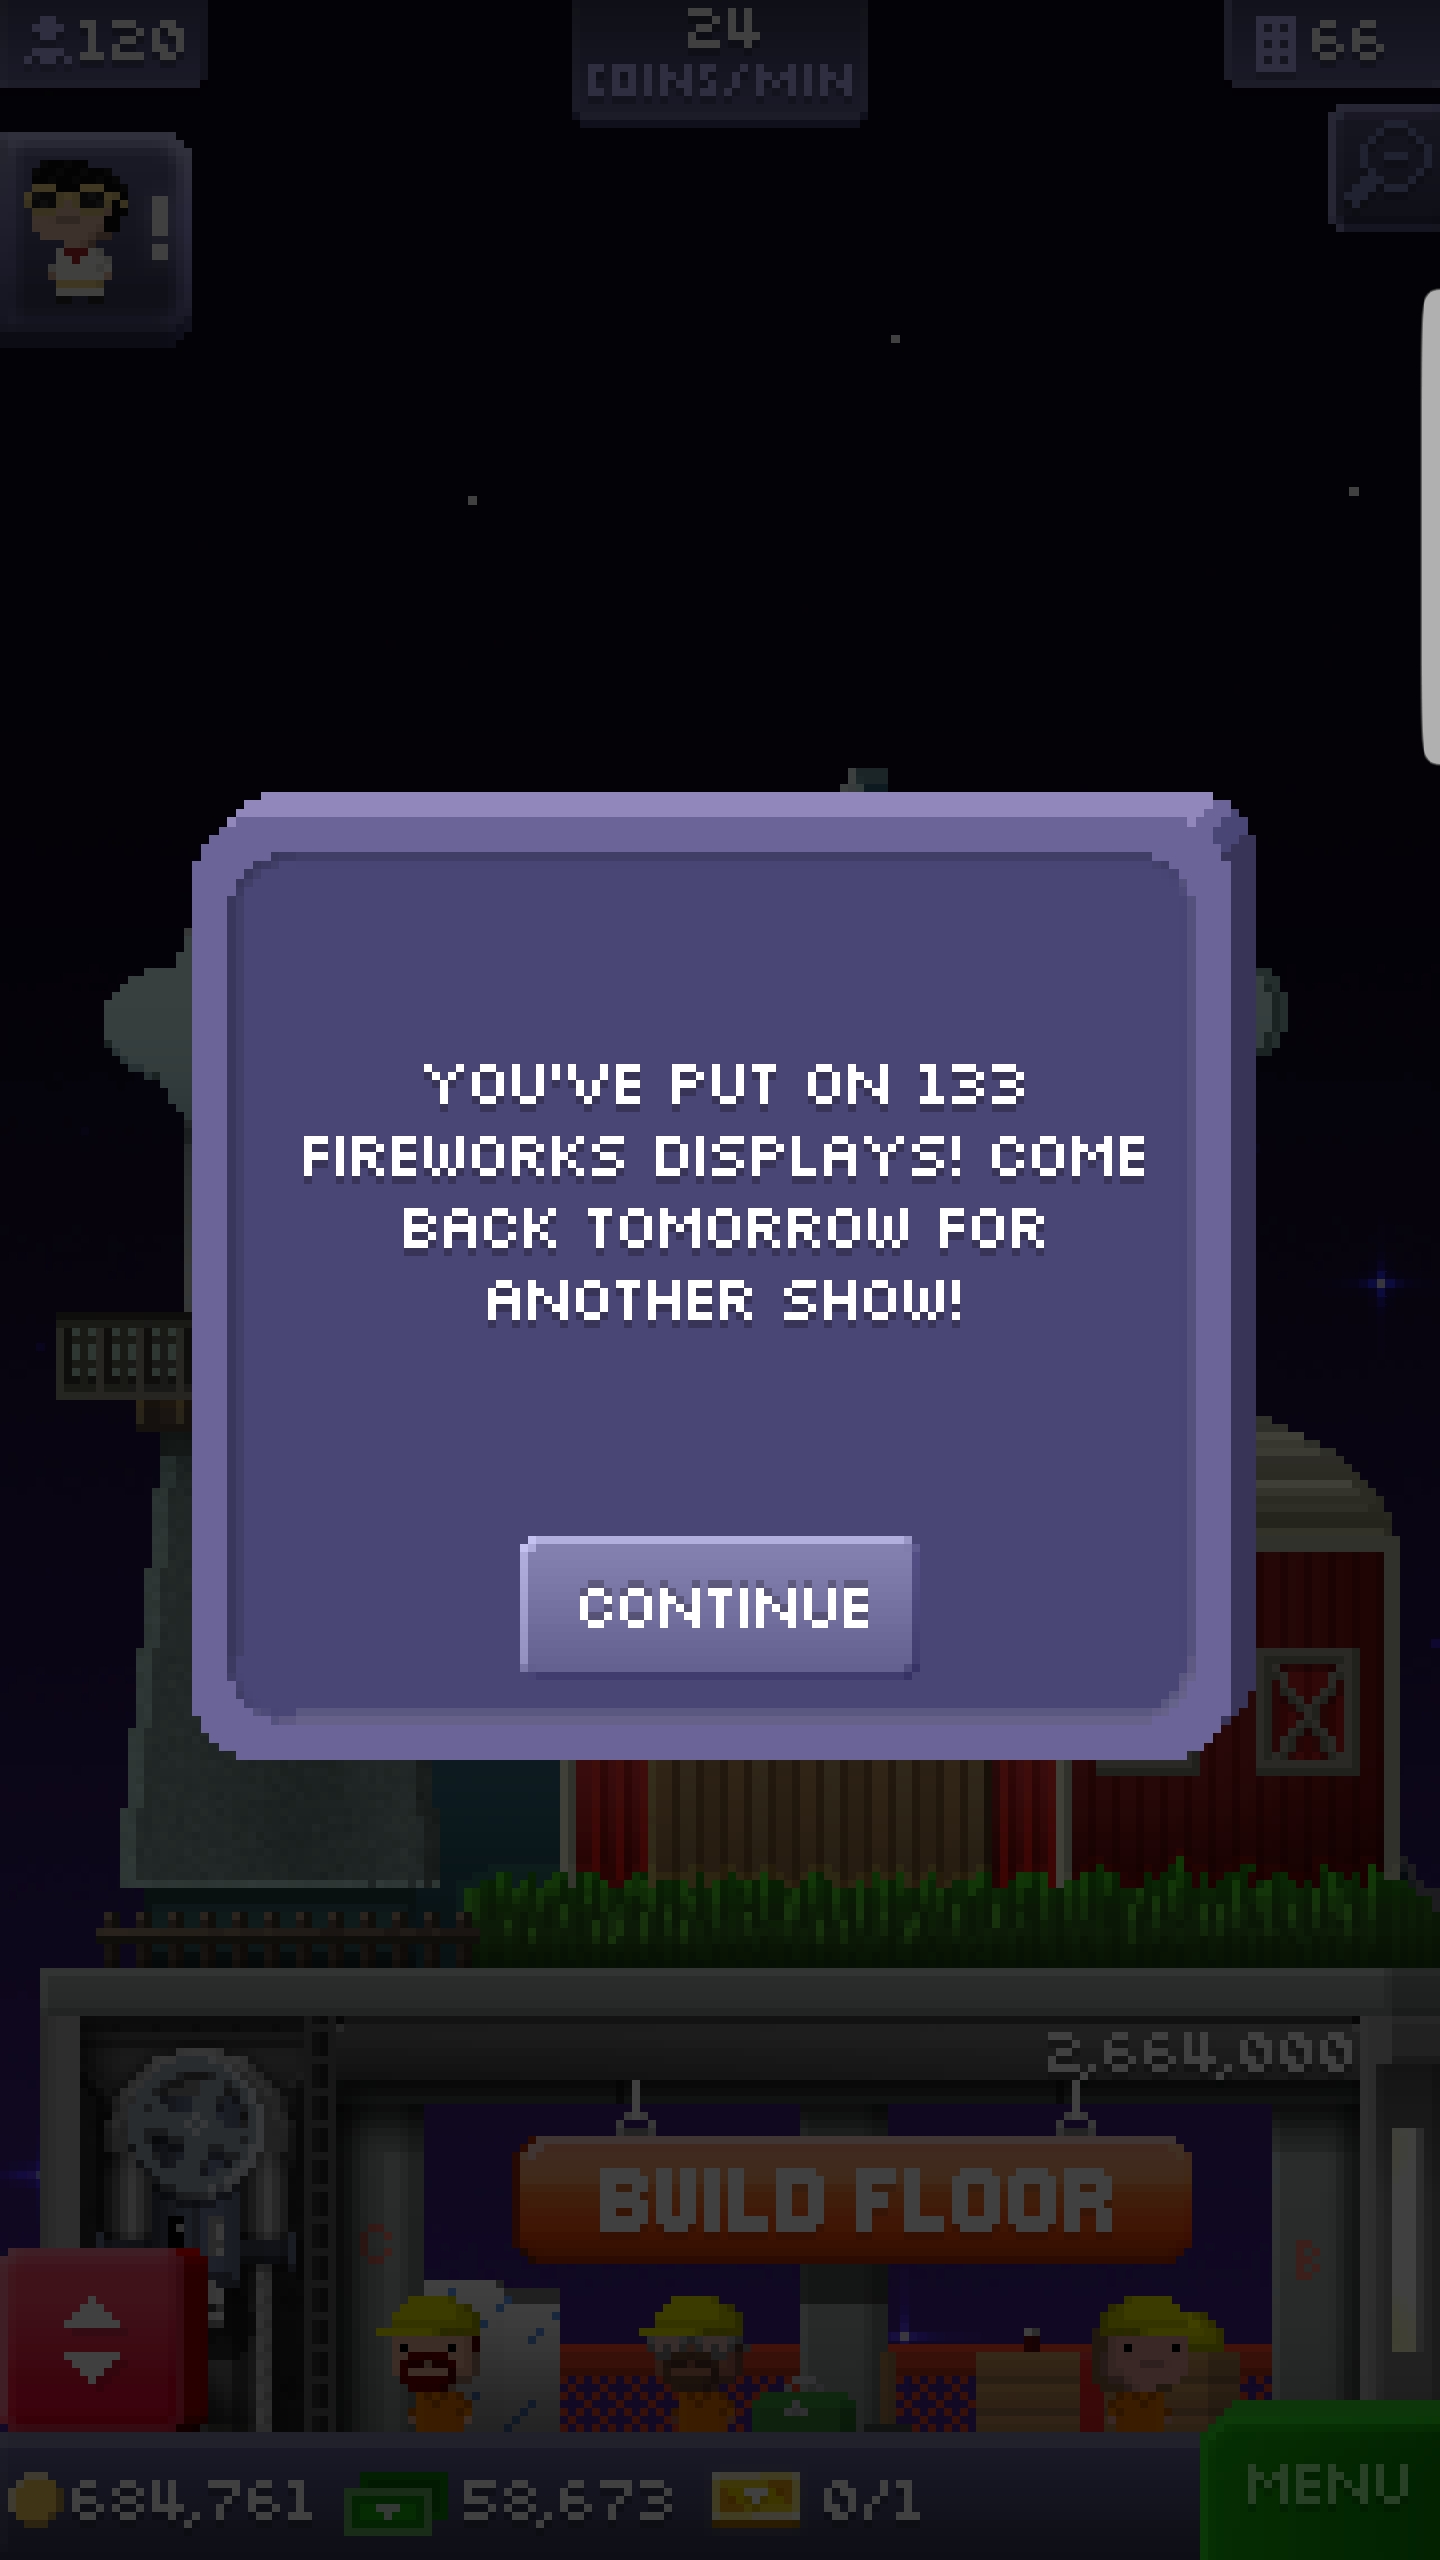 120
24
COINS/MIN
66
!
YOU'VE PUT ON 133
FIREWORKS DISPLAYS! COME
BACK TOMORROW FOR
ANOTHER SHOW!
CONTINUE
2,664,000
BUILD FLOOR
C
B
684,761
58,673
0/1
MENU